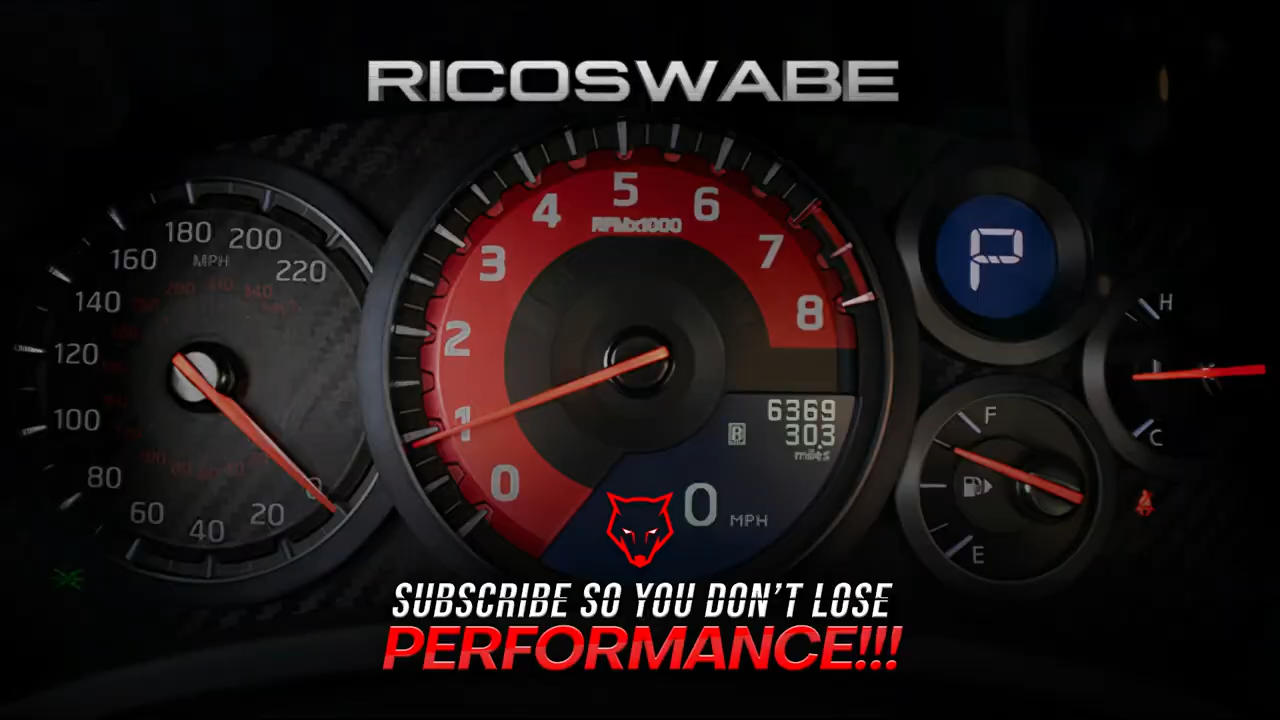 RICOSWABE
180 200
160 MPH 220
140
120
100
80
60 40 20 0
5
4 6
RPMx1000
3 7
2 8
1
0
6369
B 303
miles
0 MPH
P
H
C
F
E
SUBSCRIBE SO YOU DON'T LOSE
PERFORMANCE!!!